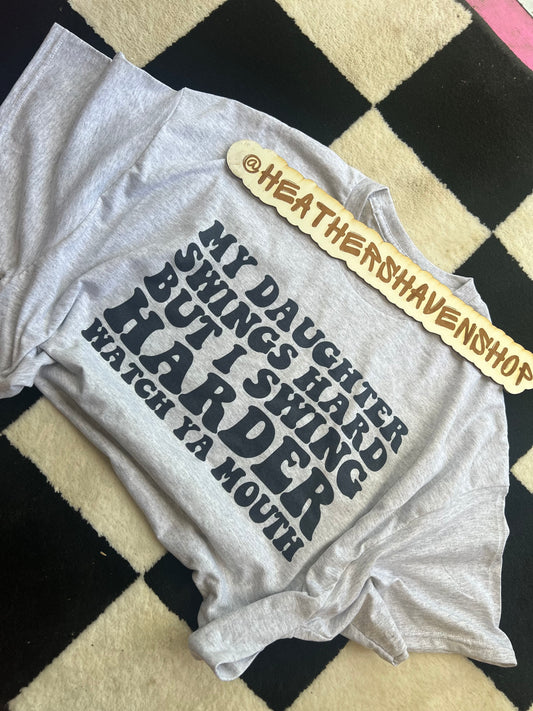 @HEATHERSHAVENSHOP
MY DAUGHTER
SWINGS HARD
BUT I SWING
HARDER
WATCH YA MOUTH